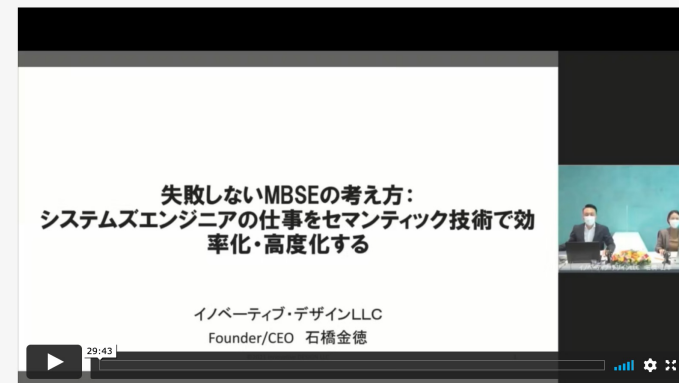 失敗しないMBSEの考え方:
システムズエンジニアの仕事をセマンティック技術で効
率化・高度化する
イノベーティブ・デザインLLC
Founder/CEO 石橋金徳
29:43